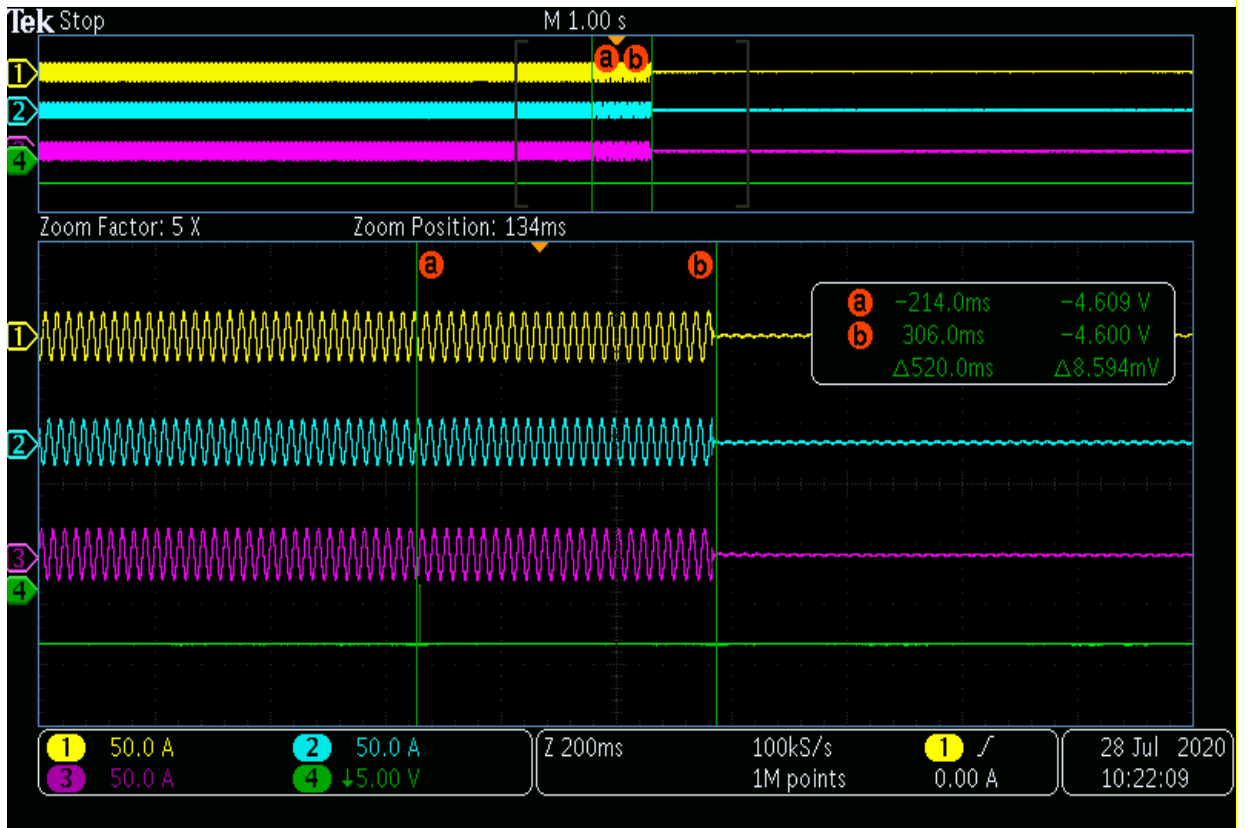 Tek Stop M 1.00 s
a b
1
2
3
4
Zoom Factor: 5 X Zoom Position: 134ms
a b
a -214.0ms -4.609 V
b 306.0ms -4.600 V
Δ520.0ms Δ8.594mV
1
2
3
4
1 50.0 A 2 50.0 A Z 200ms 100kS/s 1 28 Jul 2020
3 50.0 A 4 ↓5.00 V 1M points 0.00 A 10:22:09